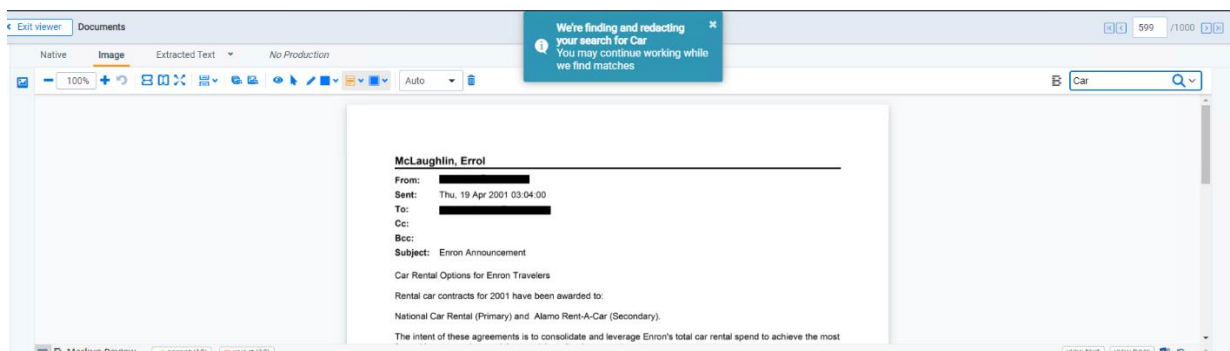 Exit viewer Documents
599 /1000
We're finding and redacting
your search for Car
You may continue working while
we find matches
Native Image Extracted Text No Production
100% Auto Car
McLaughlin, Errol
From:
Sent: Thu, 19 Apr 2001 03:04:00
To:
Cc:
Bcc:
Subject: Enron Announcement
Car Rental Options for Enron Travelers
Rental car contracts for 2001 have been awarded to:
National Car Rental (Primary) and Alamo Rent-A-Car (Secondary).
The intent of these agreements is to consolidate and leverage Enron's total car rental spend to achieve the most